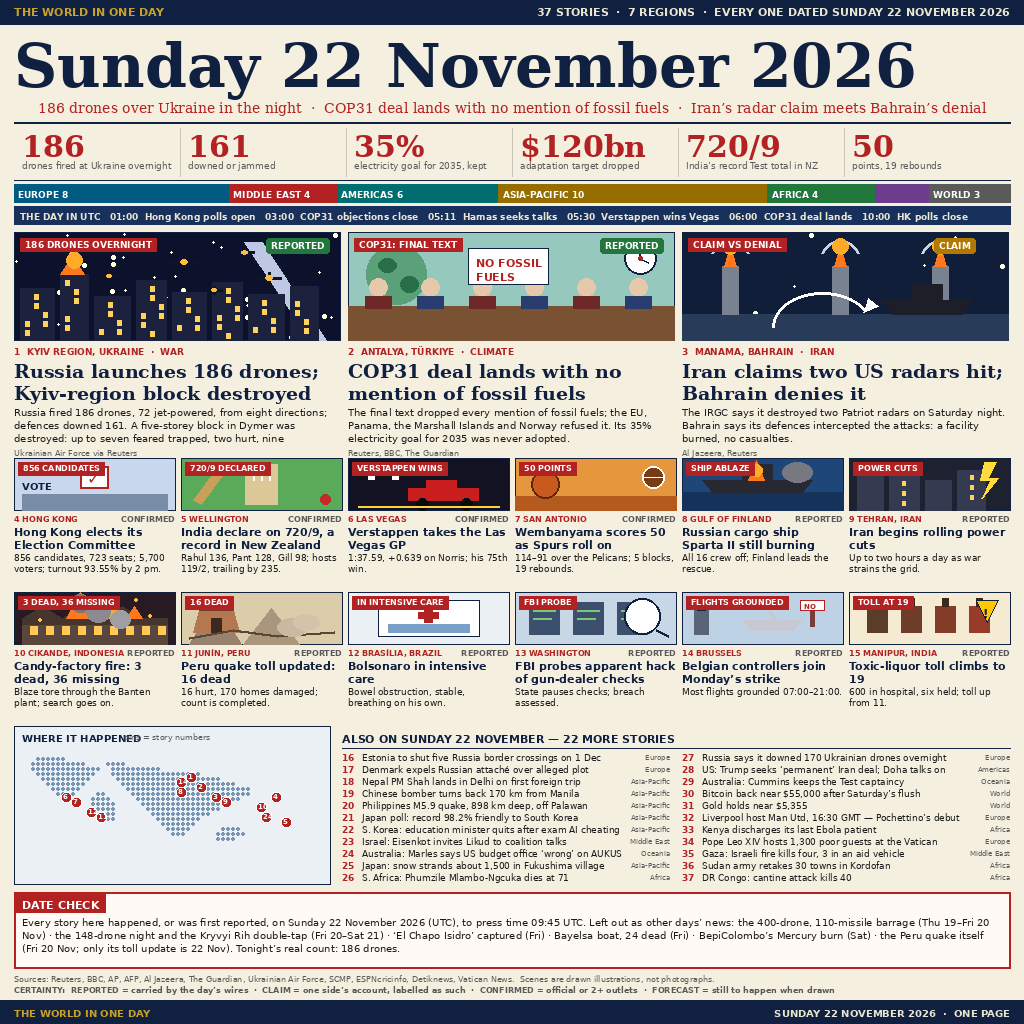 THE WORLD IN ONE DAY
37 STORIES · 7 REGIONS · EVERY ONE DATED SUNDAY 22 NOVEMBER 2026
Sunday 22 November 2026
186 drones over Ukraine in the night · COP31 deal lands with no mention of fossil fuels · Iran’s radar claim meets Bahrain’s denial
186
drones fired at Ukraine overnight
161
downed or jammed
35%
electricity goal for 2035, kept
$120bn
adaptation target dropped
720/9
India’s record Test total in NZ
50
points, 19 rebounds
EUROPE 8
MIDDLE EAST 4
AMERICAS 6
ASIA-PACIFIC 10
AFRICA 4
WORLD 3
THE DAY IN UTC 01:00 Hong Kong polls open 03:00 COP31 objections close 05:11 Hamas seeks talks 05:30 Verstappen wins Vegas 06:00 COP31 deal lands 10:00 HK polls close
186 DRONES OVERNIGHT
REPORTED
1 KYIV REGION, UKRAINE · WAR
Russia launches 186 drones;
Kyiv-region block destroyed
Russia fired 186 drones, 72 jet-powered, from eight directions;
defences downed 161. A five-storey block in Dymer was
destroyed: up to seven feared trapped, two hurt, nine
Ukrainian Air Force via Reuters
COP31: FINAL TEXT
REPORTED
NO FOSSIL
FUELS
2 ANTALYA, TÜRKIYE · CLIMATE
COP31 deal lands with no
mention of fossil fuels
The final text dropped every mention of fossil fuels; the EU,
Panama, the Marshall Islands and Norway refused it. Its 35%
electricity goal for 2035 was never adopted.
Reuters, BBC, The Guardian
CLAIM VS DENIAL
CLAIM
3 MANAMA, BAHRAIN · IRAN
Iran claims two US radars hit;
Bahrain denies it
The IRGC says it destroyed two Patriot radars on Saturday night.
Bahrain says its defences intercepted the attacks: a facility
burned, no casualties.
Al Jazeera, Reuters
856 CANDIDATES
VOTE
4 HONG KONG CONFIRMED
Hong Kong elects its
Election Committee
856 candidates, 723 seats; 5,700
voters; turnout 93.55% by 2 pm.
720/9 DECLARED
5 WELLINGTON CONFIRMED
India declare on 720/9, a
record in New Zealand
Rahul 136, Pant 128, Gill 98; hosts
119/2, trailing by 235.
VERSTAPPEN WINS
6 LAS VEGAS CONFIRMED
Verstappen takes the Las
Vegas GP
1:37.59, +0.639 on Norris; his 75th
win.
50 POINTS
7 SAN ANTONIO CONFIRMED
Wembanyama scores 50
as Spurs roll on
114–91 over the Pelicans; 5 blocks,
19 rebounds.
SHIP ABLAZE
8 GULF OF FINLAND REPORTED
Russian cargo ship
Sparta II still burning
All 16 crew off; Finland leads the
rescue.
POWER CUTS
9 TEHRAN, IRAN REPORTED
Iran begins rolling power
cuts
Up to two hours a day as war
strains the grid.
3 DEAD, 36 MISSING
10 CIKANDE, INDONESIA REPORTED
Candy-factory fire: 3
dead, 36 missing
Blaze tore through the Banten
plant; search goes on.
16 DEAD
11 JUNÍN, PERU REPORTED
Peru quake toll updated:
16 dead
16 hurt, 170 homes damaged;
count is completed.
IN INTENSIVE CARE
12 BRASÍLIA, BRAZIL REPORTED
Bolsonaro in intensive
care
Bowel obstruction, stable,
breathing on his own.
FBI PROBE
13 WASHINGTON REPORTED
FBI probes apparent hack
of gun-dealer checks
State pauses checks; breach
assessed.
FLIGHTS GROUNDED
NO
14 BRUSSELS REPORTED
Belgian controllers join
Monday’s strike
Most flights grounded 07:00–21:00.
TOLL AT 19
!
15 MANIPUR, INDIA REPORTED
Toxic-liquor toll climbs to
19
600 in hospital, six held; toll up
from 11.
WHERE IT HAPPENED
= story numbers
ALSO ON SUNDAY 22 NOVEMBER — 22 MORE STORIES
16 Estonia to shut five Russia border crossings on 1 Dec Europe
17 Denmark expels Russian attaché over alleged plot Europe
18 Nepal PM Shah lands in Delhi on first foreign trip Asia-Pacific
19 Chinese bomber turns back 170 km from Manila Asia-Pacific
20 Philippines M5.9 quake, 898 km deep, off Palawan Asia-Pacific
21 Japan poll: record 98.2% friendly to South Korea Asia-Pacific
22 S. Korea: education minister quits after exam AI cheating Asia-Pacific
23 Israel: Eisenkot invites Likud to coalition talks Middle East
24 Australia: Marles says US budget office ‘wrong’ on AUKUS Oceania
25 Japan: snow strands about 1,500 in Fukushima village Asia-Pacific
26 S. Africa: Phumzile Mlambo-Ngcuka dies at 71 Africa
27 Russia says it downed 170 Ukrainian drones overnight Europe
28 US: Trump seeks ‘permanent’ Iran deal; Doha talks on Americas
29 Australia: Cummins keeps the Test captaincy Oceania
30 Bitcoin back near $55,000 after Saturday’s flush World
31 Gold holds near $5,355 World
32 Liverpool host Man Utd, 16:30 GMT — Pochettino’s debut Europe
33 Kenya discharges its last Ebola patient Africa
34 Pope Leo XIV hosts 1,300 poor guests at the Vatican Europe
35 Gaza: Israeli fire kills four, 3 in an aid vehicle Middle East
36 Sudan army retakes 30 towns in Kordofan Africa
37 DR Congo: cantine attack kills 40 Africa
DATE CHECK
Every story here happened, or was first reported, on Sunday 22 November 2026 (UTC), to press time 09:45 UTC. Left out as other days’ news: the 400-drone, 110-missile barrage (Thu 19–Fri 20
Nov) · the 148-drone night and the Kryvyi Rih double-tap (Fri 20–Sat 21) · ‘El Chapo Isidro’ captured (Fri) · Bayelsa boat, 24 dead (Fri) · BepiColombo’s Mercury burn (Sat) · the Peru quake itself
(Fri 20 Nov; only its toll update is 22 Nov). Tonight’s real count: 186 drones.
Sources: Reuters, BBC, AP, AFP, Al Jazeera, The Guardian, Ukrainian Air Force, SCMP, ESPNcricinfo, Detiknews, Vatican News. Scenes are drawn illustrations, not photographs.
CERTAINTY: REPORTED = carried by the day’s wires · CLAIM = one side’s account, labelled as such · CONFIRMED = official or 2+ outlets · FORECAST = still to happen when drawn
THE WORLD IN ONE DAY
SUNDAY 22 NOVEMBER 2026 · ONE PAGE